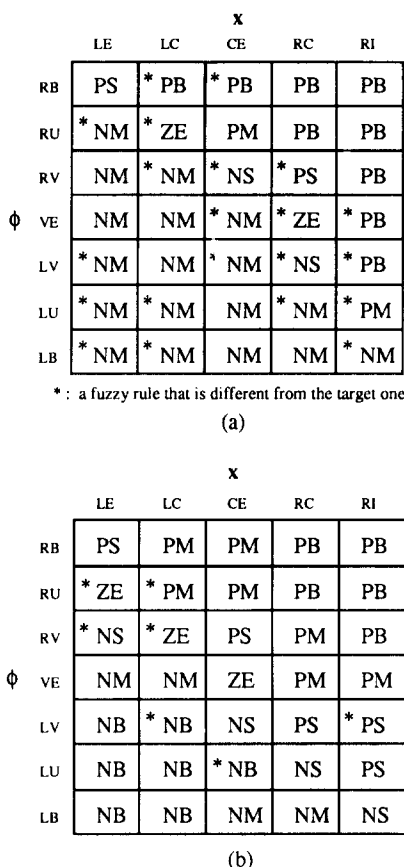 X
LE LC CE RC RI
RB PS * PB * PB PB PB
RU * NM * ZE PM PB PB
RV NM * NM * NS * PS PB
ϕ VE NM NM * NM * ZE * PB
LV * NM NM * NM * NS * PB
LU * NM * NM NM * NM * PM
LB * NM * NM NM NM * NM
* : a fuzzy rule that is different from the target one
(a)
X
LE LC CE RC RI
RB PS PM PM PB PB
RU * ZE * PM PM PB PB
RV * NS * ZE PS PM PB
ϕ VE NM NM ZE PM PM
LV NB * NB NS PS * PS
LU NB NB * NB NS PS
LB NB NB NM NM NS
(b)